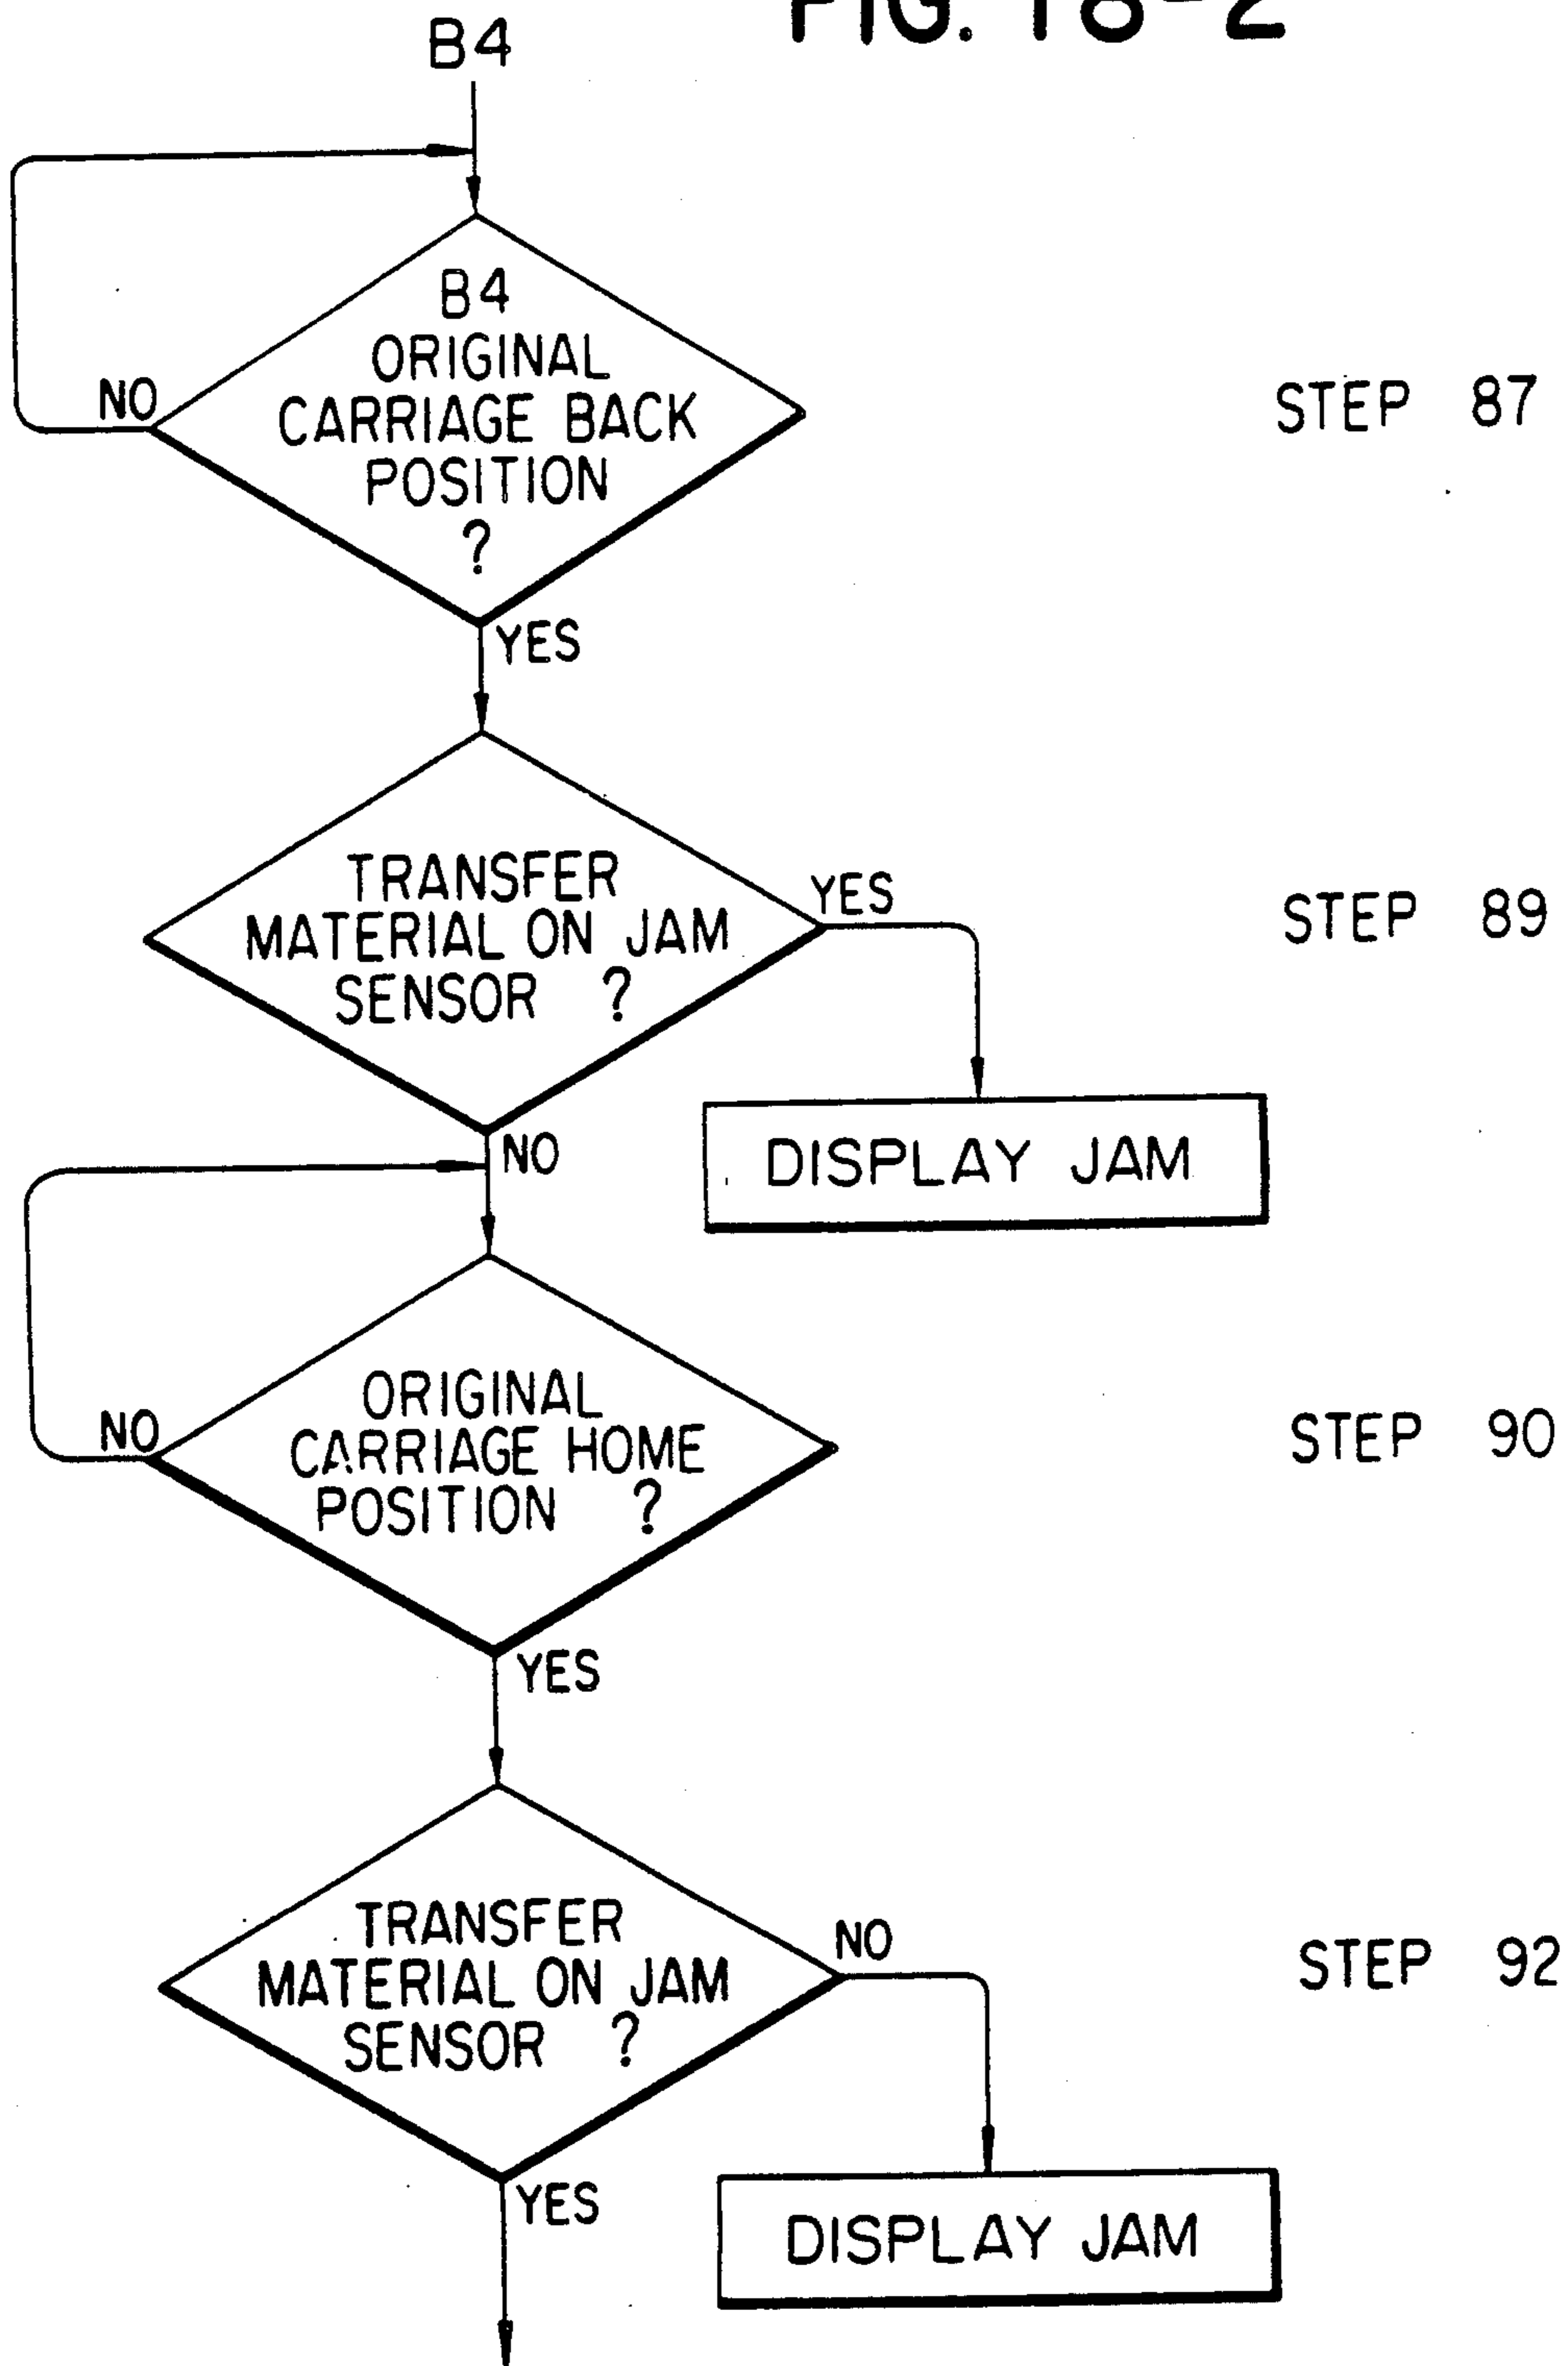 FIG. 18-2
B4
B4
ORIGINAL
CARRIAGE BACK
POSITION
?
NO
STEP 87
YES
TRANSFER
MATERIAL ON JAM
SENSOR ?
YES
STEP 89
DISPLAY JAM
NO
ORIGINAL
CARRIAGE HOME
POSITION ?
NO
STEP 90
YES
TRANSFER
MATERIAL ON JAM
SENSOR ?
NO
STEP 92
DISPLAY JAM
YES